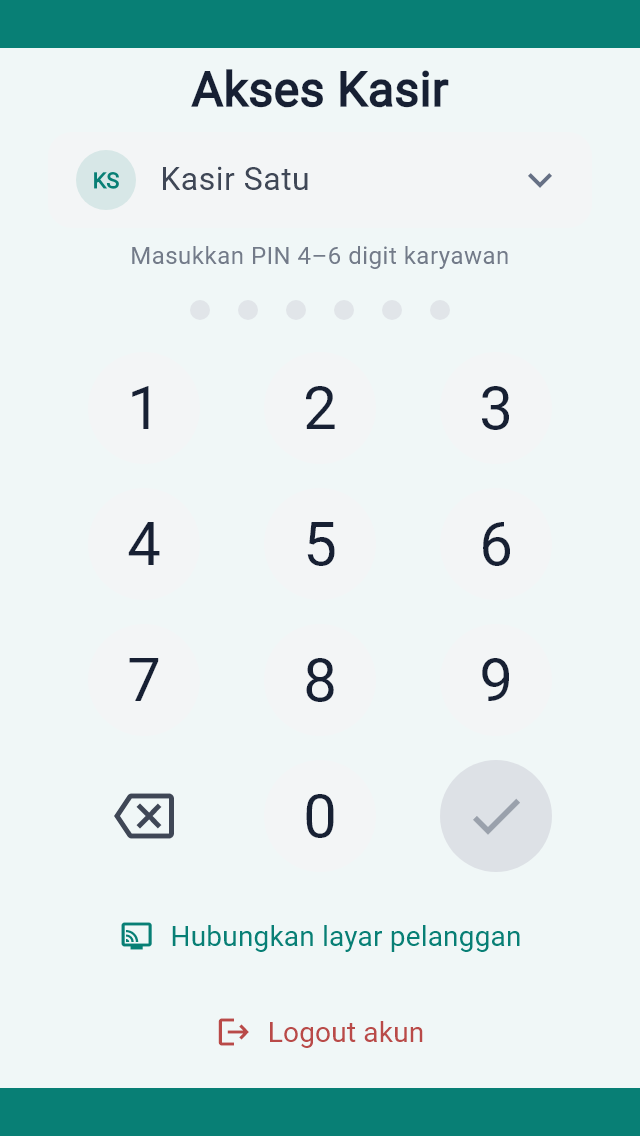 Akses Kasir
KS Kasir Satu
Masukkan PIN 4–6 digit karyawan
1 2 3
4 5 6
7 8 9
0
Hubungkan layar pelanggan
Logout akun